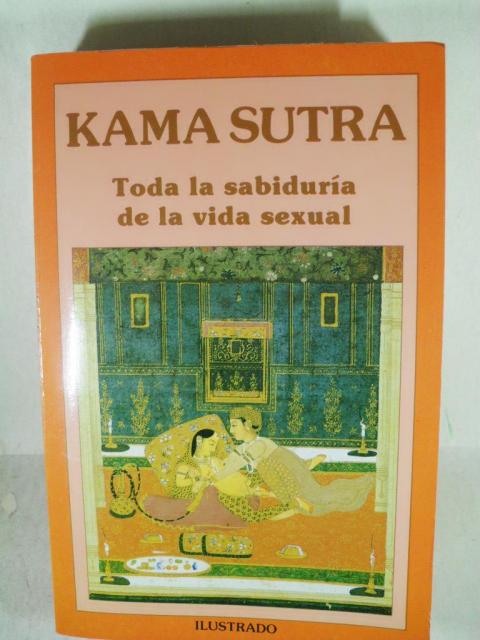 KAMA SUTRA
Toda la sabiduría
de la vida sexual
ILUSTRADO